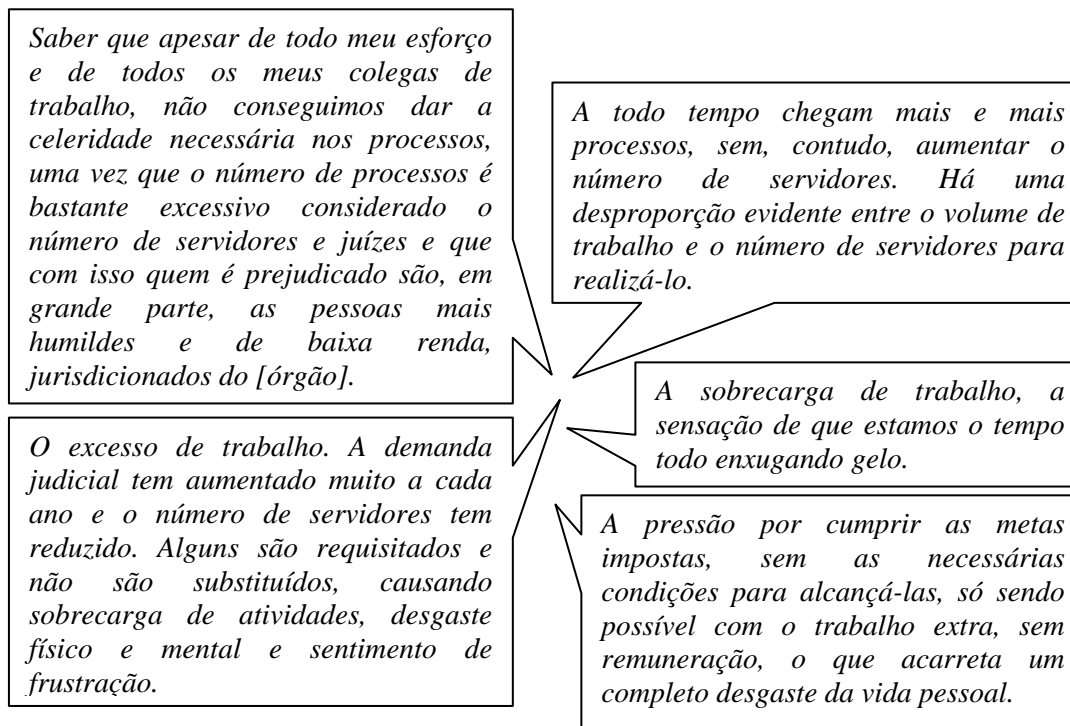 Saber que apesar de todo meu esforço
e de todos os meus colegas de
trabalho, não conseguimos dar a
celeridade necessária nos processos,
uma vez que o número de processos é
bastante excessivo considerado o
número de servidores e juízes e que
com isso quem é prejudicado são, em
grande parte, as pessoas mais
humildes e de baixa renda,
jurisdicionados do [órgão].
A todo tempo chegam mais e mais
processos, sem, contudo, aumentar o
número de servidores. Há uma
desproporção evidente entre o volume de
trabalho e o número de servidores para
realizá-lo.
A sobrecarga de trabalho, a
sensação de que estamos o tempo
todo enxugando gelo.
O excesso de trabalho. A demanda
judicial tem aumentado muito a cada
ano e o número de servidores tem
reduzido. Alguns são requisitados e
não são substituídos, causando
sobrecarga de atividades, desgaste
físico e mental e sentimento de
frustração.
A pressão por cumprir as metas
impostas, sem as necessárias
condições para alcançá-las, só sendo
possível com o trabalho extra, sem
remuneração, o que acarreta um
completo desgaste da vida pessoal.